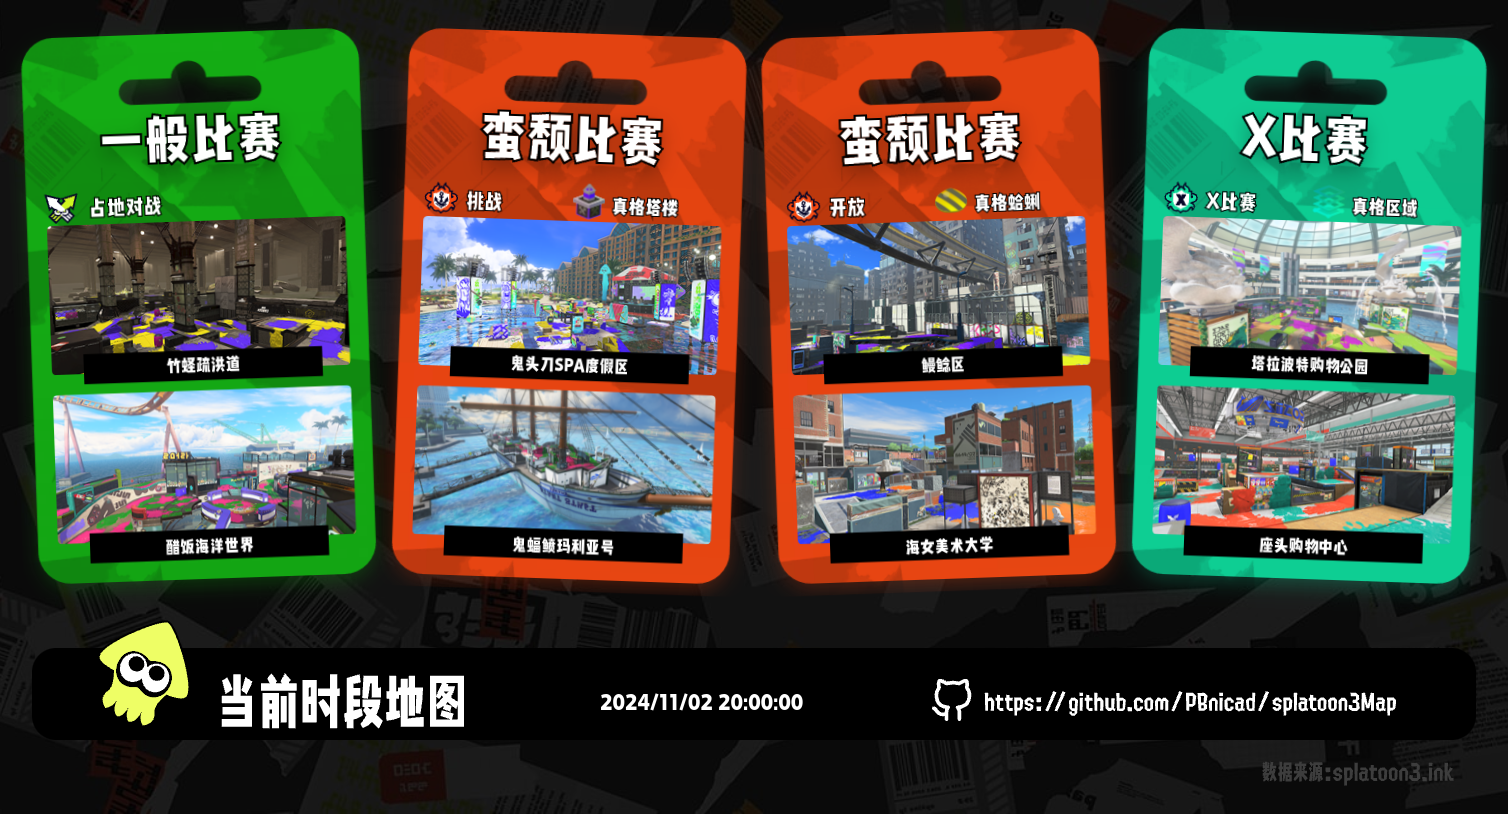 一般比赛
占地对战
竹蛏疏洪道
醋饭海洋世界
蛮颓比赛
挑战
真格塔楼
鬼头刀SPA度假区
鬼蝠鲼玛利亚号
蛮颓比赛
开放
真格蛤蜊
鳗鲶区
海女美术大学
X比赛
X比赛
真格区域
塔拉波特购物公园
座头购物中心
当前时段地图
2024/11/02 20:00:00
https://github.com/PBnicad/splatoon3Map
数据来源:splatoon3.ink